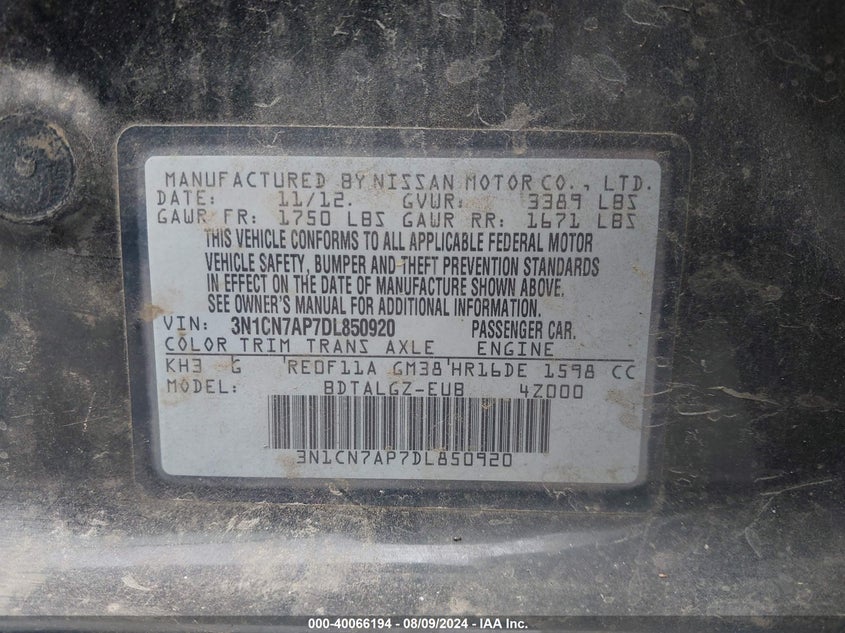 MANUFACTURED BY NISSAN MOTOR CO., LTD.
DATE: 11/12. GVWR: 3389 LBS
GAWR FR: 1750 LBS GAWR RR: 1671 LBS
THIS VEHICLE CONFORMS TO ALL APPLICABLE FEDERAL MOTOR
VEHICLE SAFETY, BUMPER AND THEFT PREVENTION STANDARDS
IN EFFECT ON THE DATE OF MANUFACTURE SHOWN ABOVE.
SEE OWNER'S MANUAL FOR ADDITIONAL INFORMATION.
VIN: 3N1CN7AP7DL850920 PASSENGER CAR.
COLOR TRIM TRANS AXLE ENGINE
KH3 G 'RE0F11A GM38'HR16DE 1598 CC
MODEL: BDTALGZ-EUB 4Z000
3N1CN7AP7DL850920
000-40066194 - 08/09/2024 - IAA Inc.